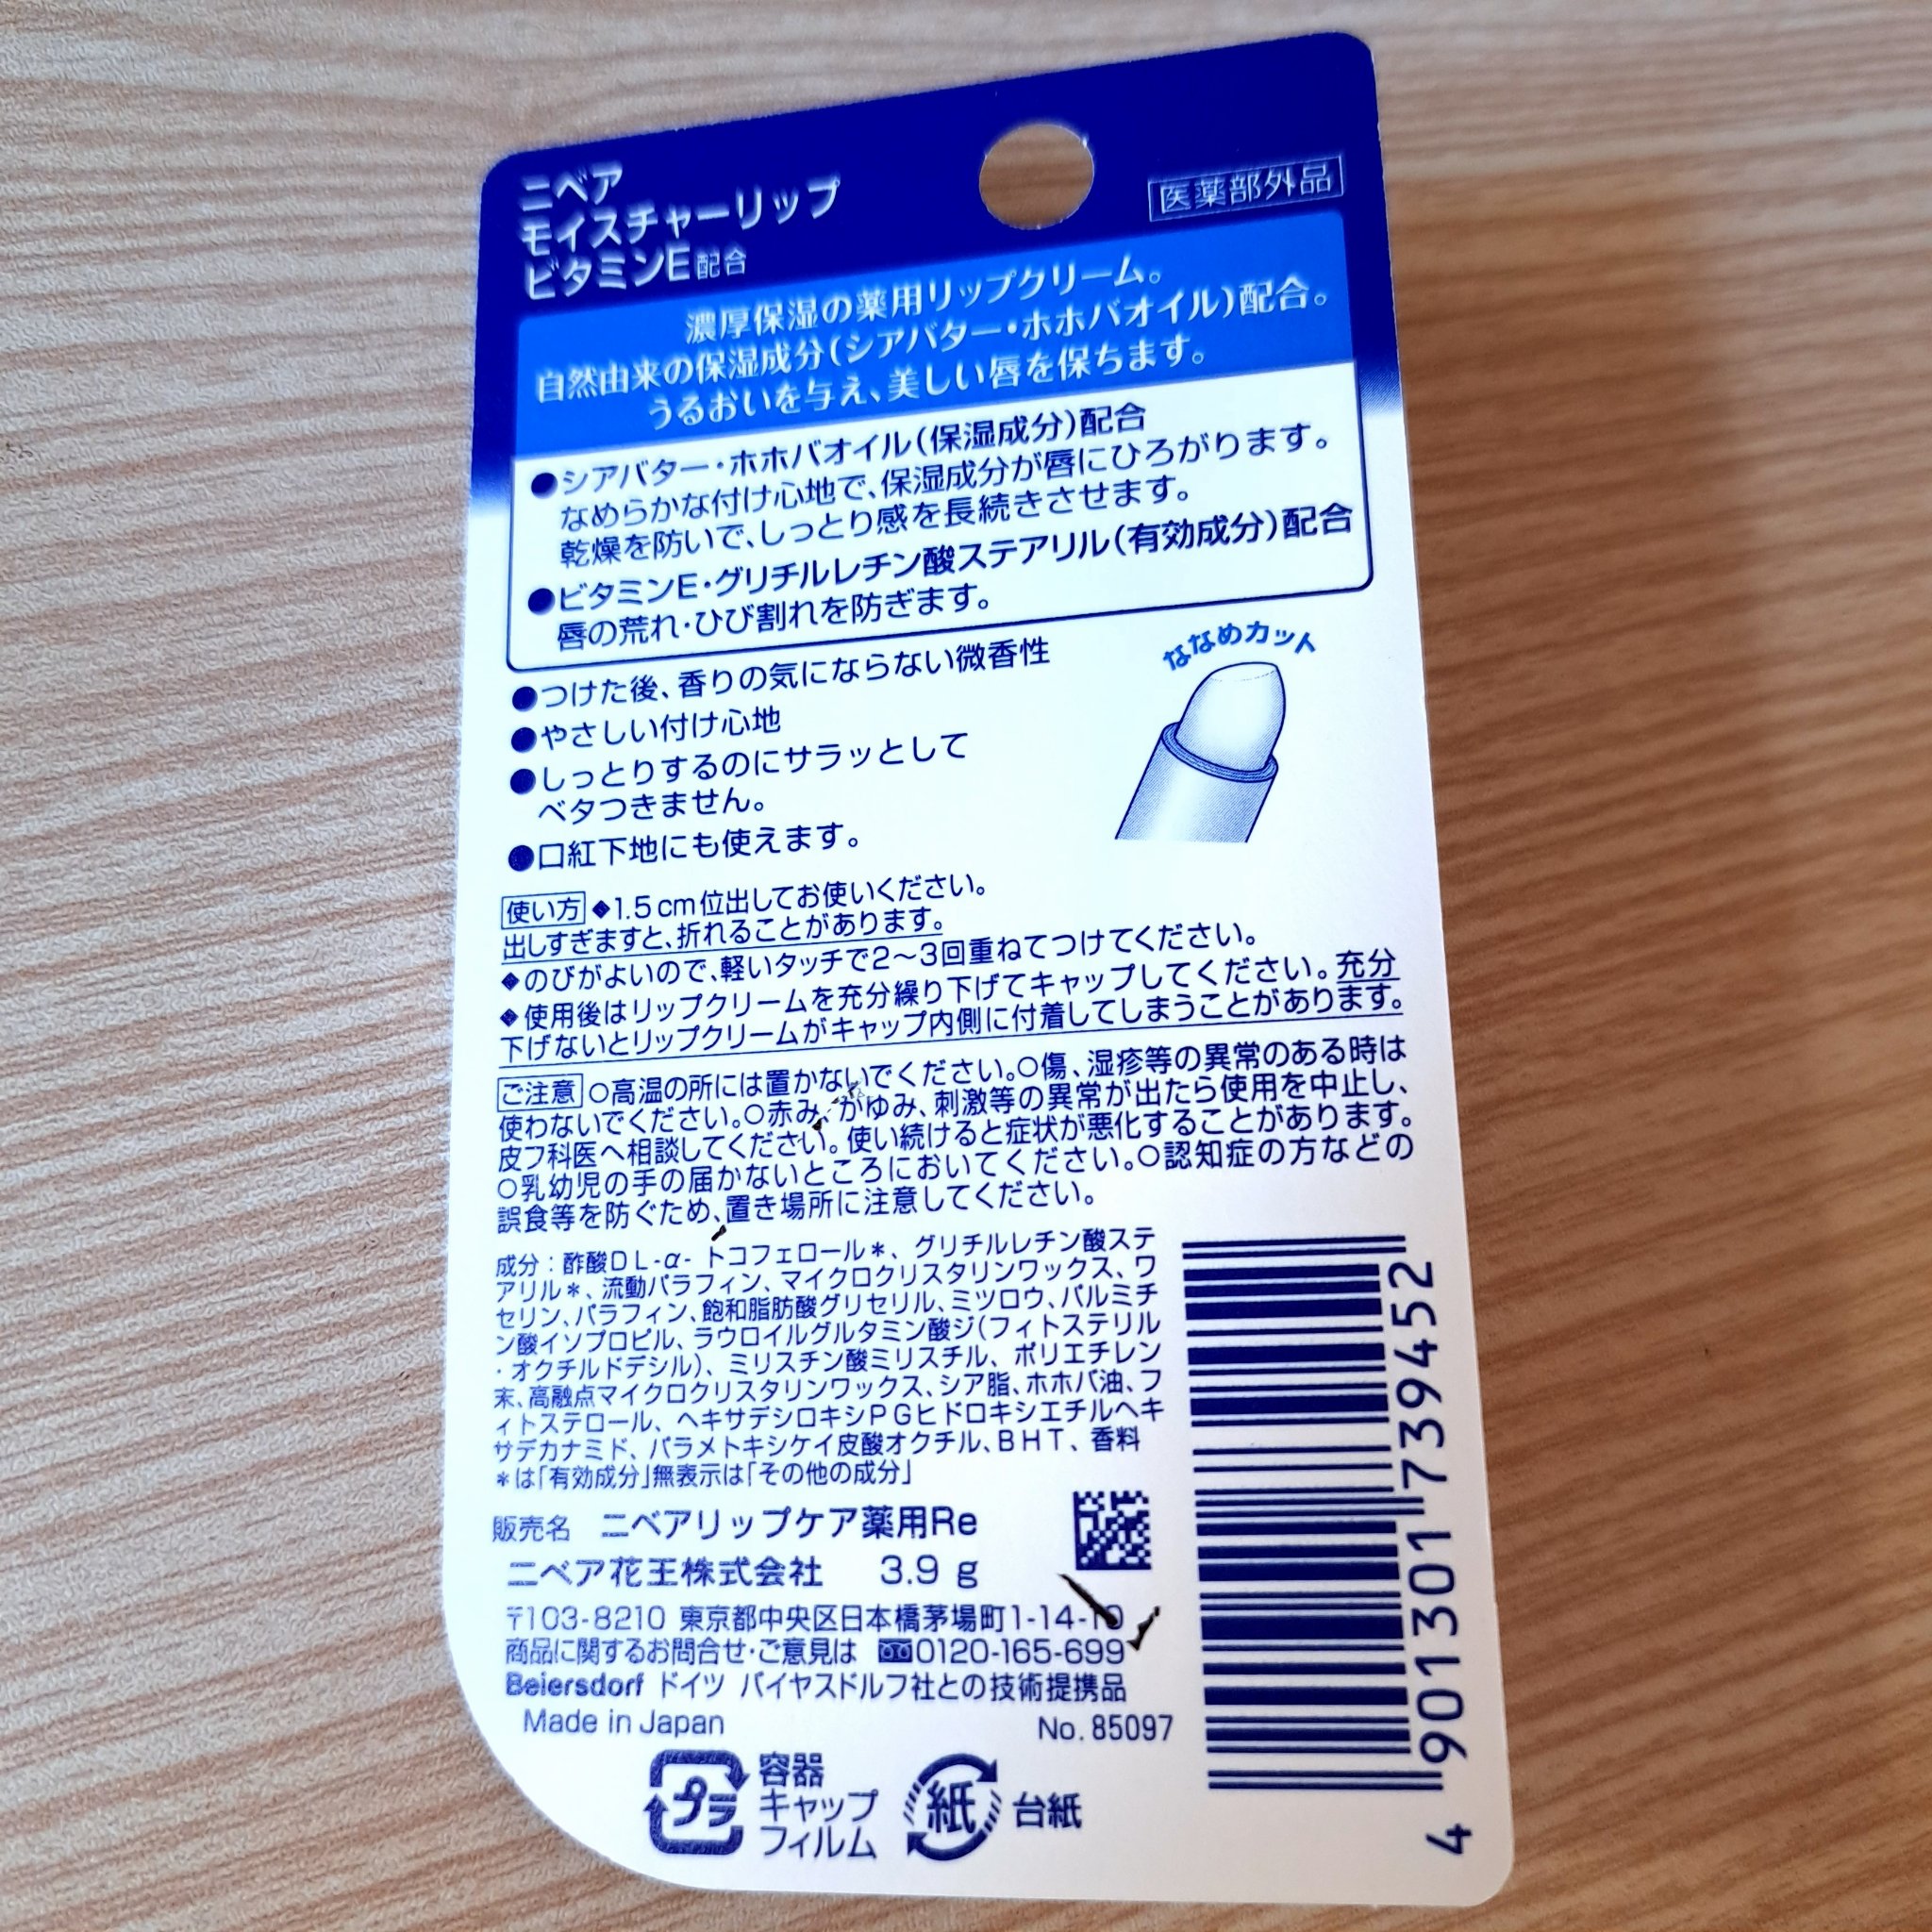 ニベア
モイスチャーリップ
ビタミンE配合
医薬部外品
濃厚保湿の薬用リップクリーム。
自然由来の保湿成分(シアバター・ホホバオイル)配合。
うるおいを与え、美しい唇を保ちます。
●シアバター・ホホバオイル(保湿成分)配合
なめらかな付け心地で、保湿成分が唇にひろがります。
乾燥を防いで、しっとり感を長続きさせます。
●ビタミンE・グリチルレチン酸ステアリル(有効成分)配合
唇の荒れ・ひび割れを防ぎます。
●つけた後、香りの気にならない微香性
●やさしい付け心地
●しっとりするのにサラッとして
ベタつきません。
●口紅下地にも使えます。
ななめカット
使い方 ◆1.5cm位出してお使いください。
出しすぎますと、折れることがあります。
◆のびがよいので、軽いタッチで2～3回重ねてつけてください。
◆使用後はリップクリームを充分繰り下げてキャップしてください。充分
下げないとリップクリームがキャップ内側に付着してしまうことがあります。
ご注意 ○高温の所には置かないでください。○傷、湿疹等の異常のある時は
使わないでください。○赤み、かゆみ、刺激等の異常が出たら使用を中止し、
皮フ科医へ相談してください。使い続けると症状が悪化することがあります。
○乳幼児の手の届かないところにおいてください。○認知症の方などの
誤食等を防ぐため、置き場所に注意してください。
成分：酢酸DL-α-トコフェロール＊、グリチルレチン酸ステ
アリル＊、流動パラフィン、マイクロクリスタリンワックス、ワ
セリン、パラフィン、飽和脂肪酸グリセリル、ミツロウ、パルミチ
ン酸イソプロピル、ラウロイルグルタミン酸ジ(フィトステリル
・オクチルドデシル)、ミリスチン酸ミリスチル、ポリエチレン
末、高融点マイクロクリスタリンワックス、シア脂、ホホバ油、フ
ィトステロール、ヘキサデシロキシPGヒドロキシエチルヘキ
サデカナミド、パラメトキシケイ皮酸オクチル、BHT、香料
＊は「有効成分」無表示は「その他の成分」
販売名 ニベアリップケア薬用Re
ニベア花王株式会社 3.9 g
〒103-8210 東京都中央区日本橋茅場町1-14-10
商品に関するお問合せ・ご意見は 0120-165-699
Beiersdorf ドイツ バイヤスドルフ社との技術提携品
Made in Japan No. 85097
プラ 容器
キャップ
フィルム
紙 台紙
4 901301 739452